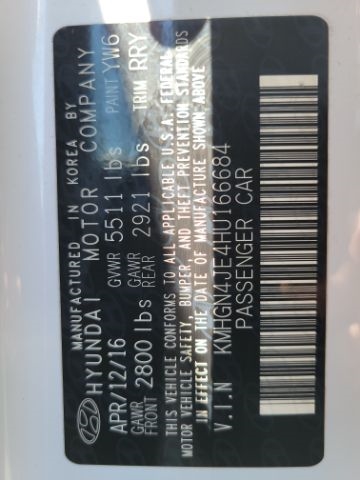 MANUFACTURED IN KOREA BY
HYUNDAI MOTOR COMPANY
APR/12/16 GVWR 5511 lbs PAINT YW6
GAWR FRONT 2800 lbs GAWR REAR 2921 lbs TRIM RRY
THIS VEHICLE CONFORMS TO ALL APPLICABLE U.S.A. FEDERAL
MOTOR VEHICLE SAFETY, BUMPER, AND THEFT PREVENTION STANDARDS
IN EFFECT ON THE DATE OF MANUFACTURE SHOWN ABOVE
V.I.N KMHGN4JE4HU166684
PASSENGER CAR